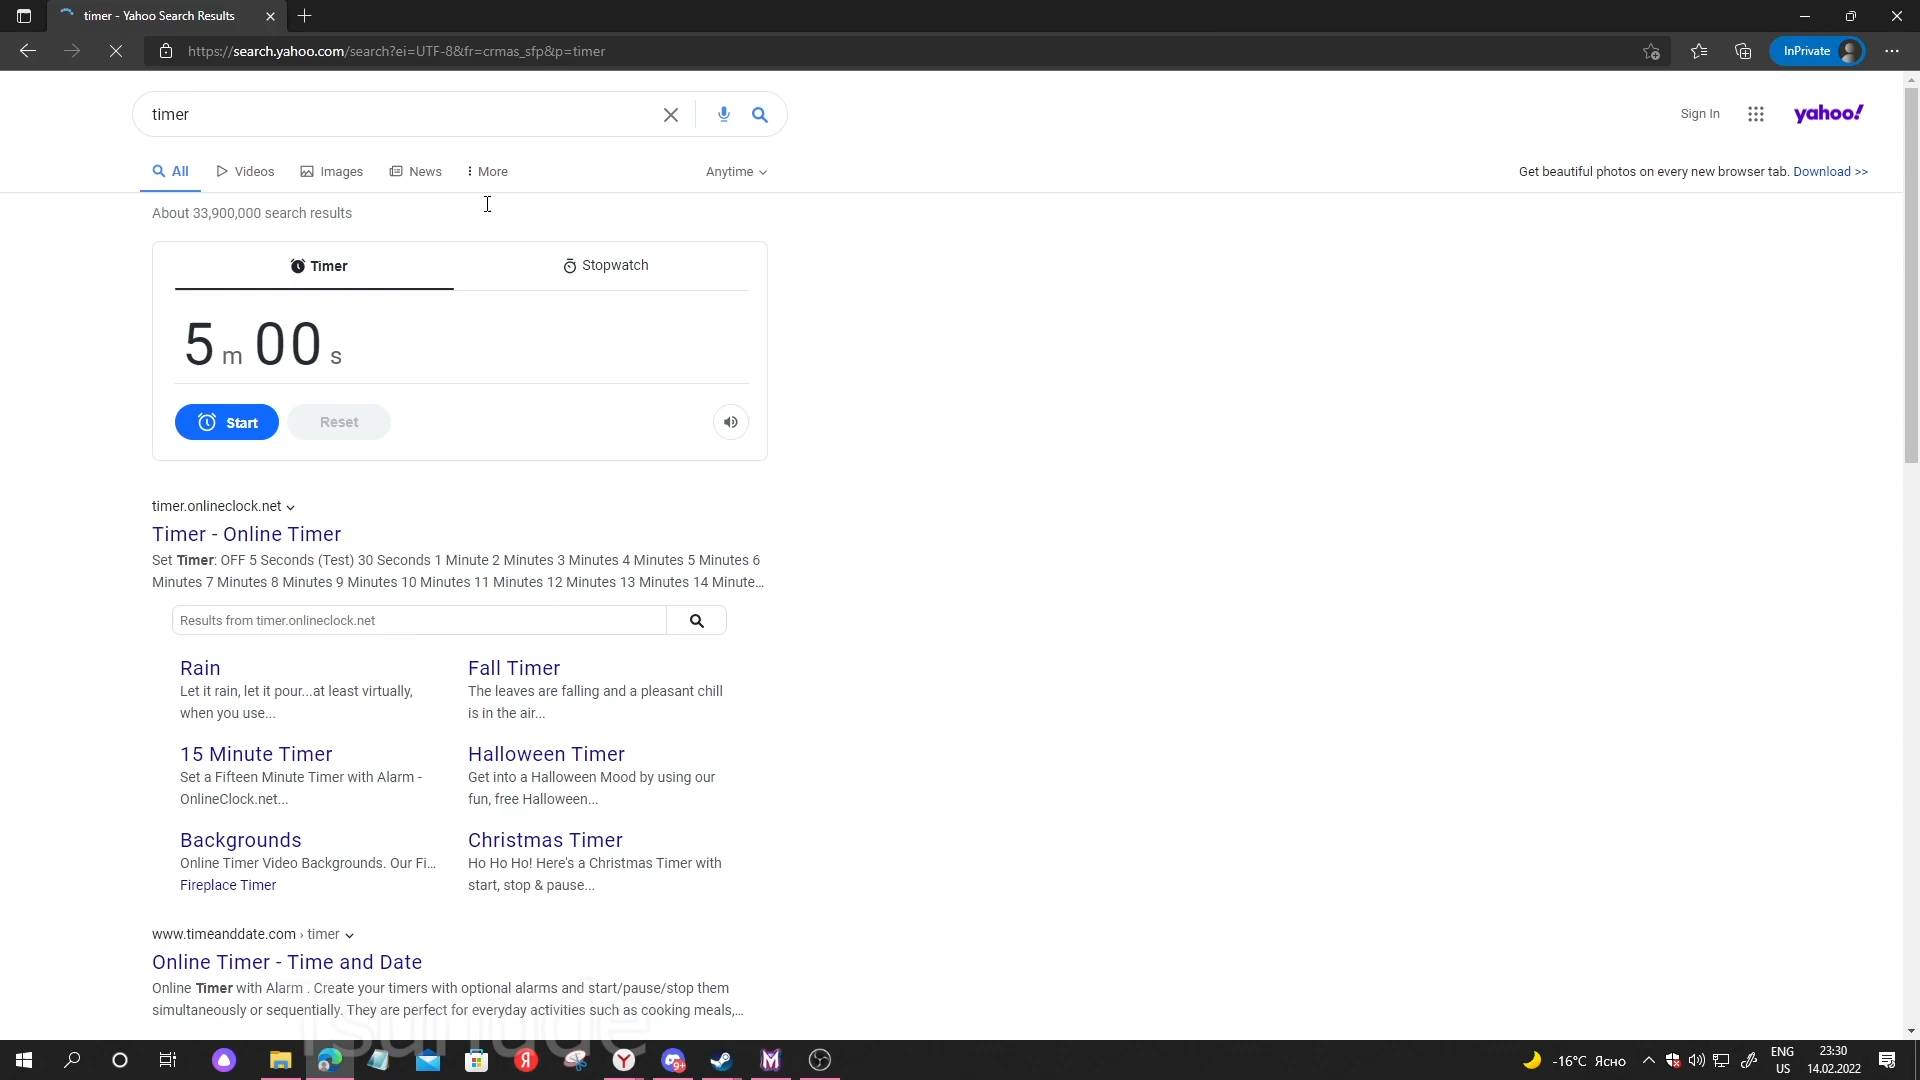 timer - Yahoo Search Results
https://search.yahoo.com/search?ei=UTF-8&fr=crmas_sfp&p=timer
InPrivate
timer
Sign In
yahoo!
All
Videos
Images
News
More
Anytime
Get beautiful photos on every new browser tab. Download >>
About 33,900,000 search results
Timer
Stopwatch
5 m 00 s
Start
Reset
timer.onlineclock.net
Timer - Online Timer
Set Timer: OFF 5 Seconds (Test) 30 Seconds 1 Minute 2 Minutes 3 Minutes 4 Minutes 5 Minutes 6
Minutes 7 Minutes 8 Minutes 9 Minutes 10 Minutes 11 Minutes 12 Minutes 13 Minutes 14 Minute...
Results from timer.onlineclock.net
Rain
Let it rain, let it pour...at least virtually,
when you use...
Fall Timer
The leaves are falling and a pleasant chill
is in the air...
15 Minute Timer
Set a Fifteen Minute Timer with Alarm -
OnlineClock.net...
Halloween Timer
Get into a Halloween Mood by using our
fun, free Halloween...
Backgrounds
Online Timer Video Backgrounds. Our Fi...
Fireplace Timer
Christmas Timer
Ho Ho Ho! Here's a Christmas Timer with
start, stop & pause...
www.timeanddate.com › timer
Online Timer - Time and Date
Online Timer with Alarm . Create your timers with optional alarms and start/pause/stop them
simultaneously or sequentially. They are perfect for everyday activities such as cooking meals,...
-16°C Ясно
ENG
US
23:30
14.02.2022